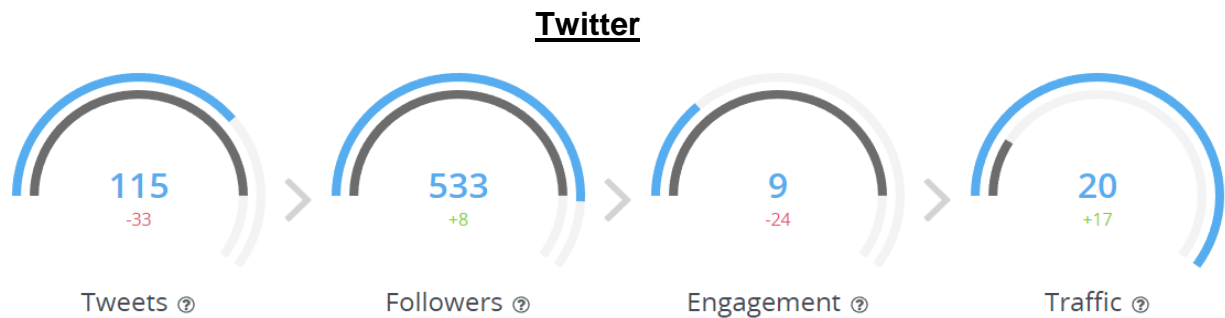 Twitter
115
-33
533
+8
9
-24
20
+17
Tweets ?
Followers ?
Engagement ?
Traffic ?